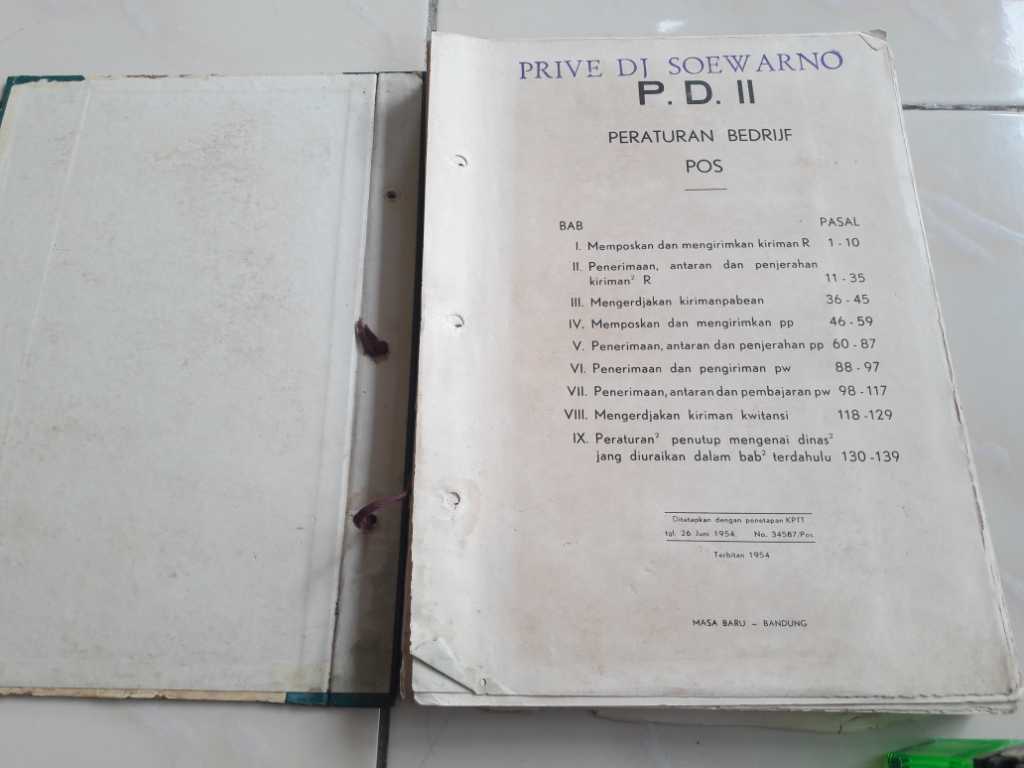 PRIVE DJ SOEWARNO
P. D. II
PERATURAN BEDRIJF
POS
BAB PASAL
I. Memposkan dan mengirimkan kiriman R 1 - 10
II. Penerimaan, antaran dan penjerahan
kiriman² R 11 - 35
III. Mengerdjakan kirimanpabean 36 - 45
IV. Memposkan dan mengirimkan pp 46 - 59
V. Penerimaan, antaran dan penjerahan pp 60 - 87
VI. Penerimaan dan pengiriman pw 88 - 97
VII. Penerimaan, antaran dan pembajaran pw 98 - 117
VIII. Mengerdjakan kiriman kwitansi 118 -129
IX. Peraturan² penutup mengenai dinas²
jang diuraikan dalam bab² terdahulu 130 -139
Ditetapkan dengan penetapan KPTT
tgl. 26 Juni 1954. No. 34587/Pos
Terbitan 1954
MASA BARU – BANDUNG